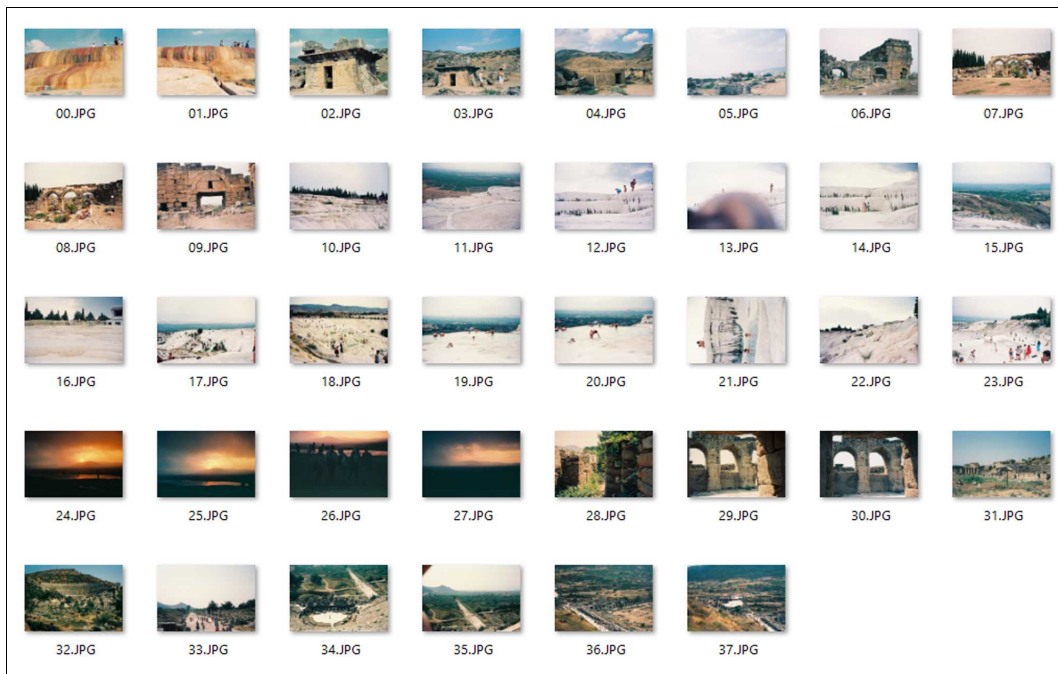 00.JPG 01.JPG 02.JPG 03.JPG 04.JPG 05.JPG 06.JPG 07.JPG
08.JPG 09.JPG 10.JPG 11.JPG 12.JPG 13.JPG 14.JPG 15.JPG
16.JPG 17.JPG 18.JPG 19.JPG 20.JPG 21.JPG 22.JPG 23.JPG
24.JPG 25.JPG 26.JPG 27.JPG 28.JPG 29.JPG 30.JPG 31.JPG
32.JPG 33.JPG 34.JPG 35.JPG 36.JPG 37.JPG